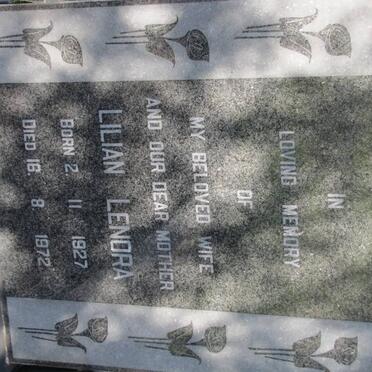 IN
LOVING MEMORY
OF
MY BELOVED WIFE
AND OUR DEAR MOTHER
LILIAN LENORA
BORN 2. 11. 1927
DIED 16. 8. 1972.